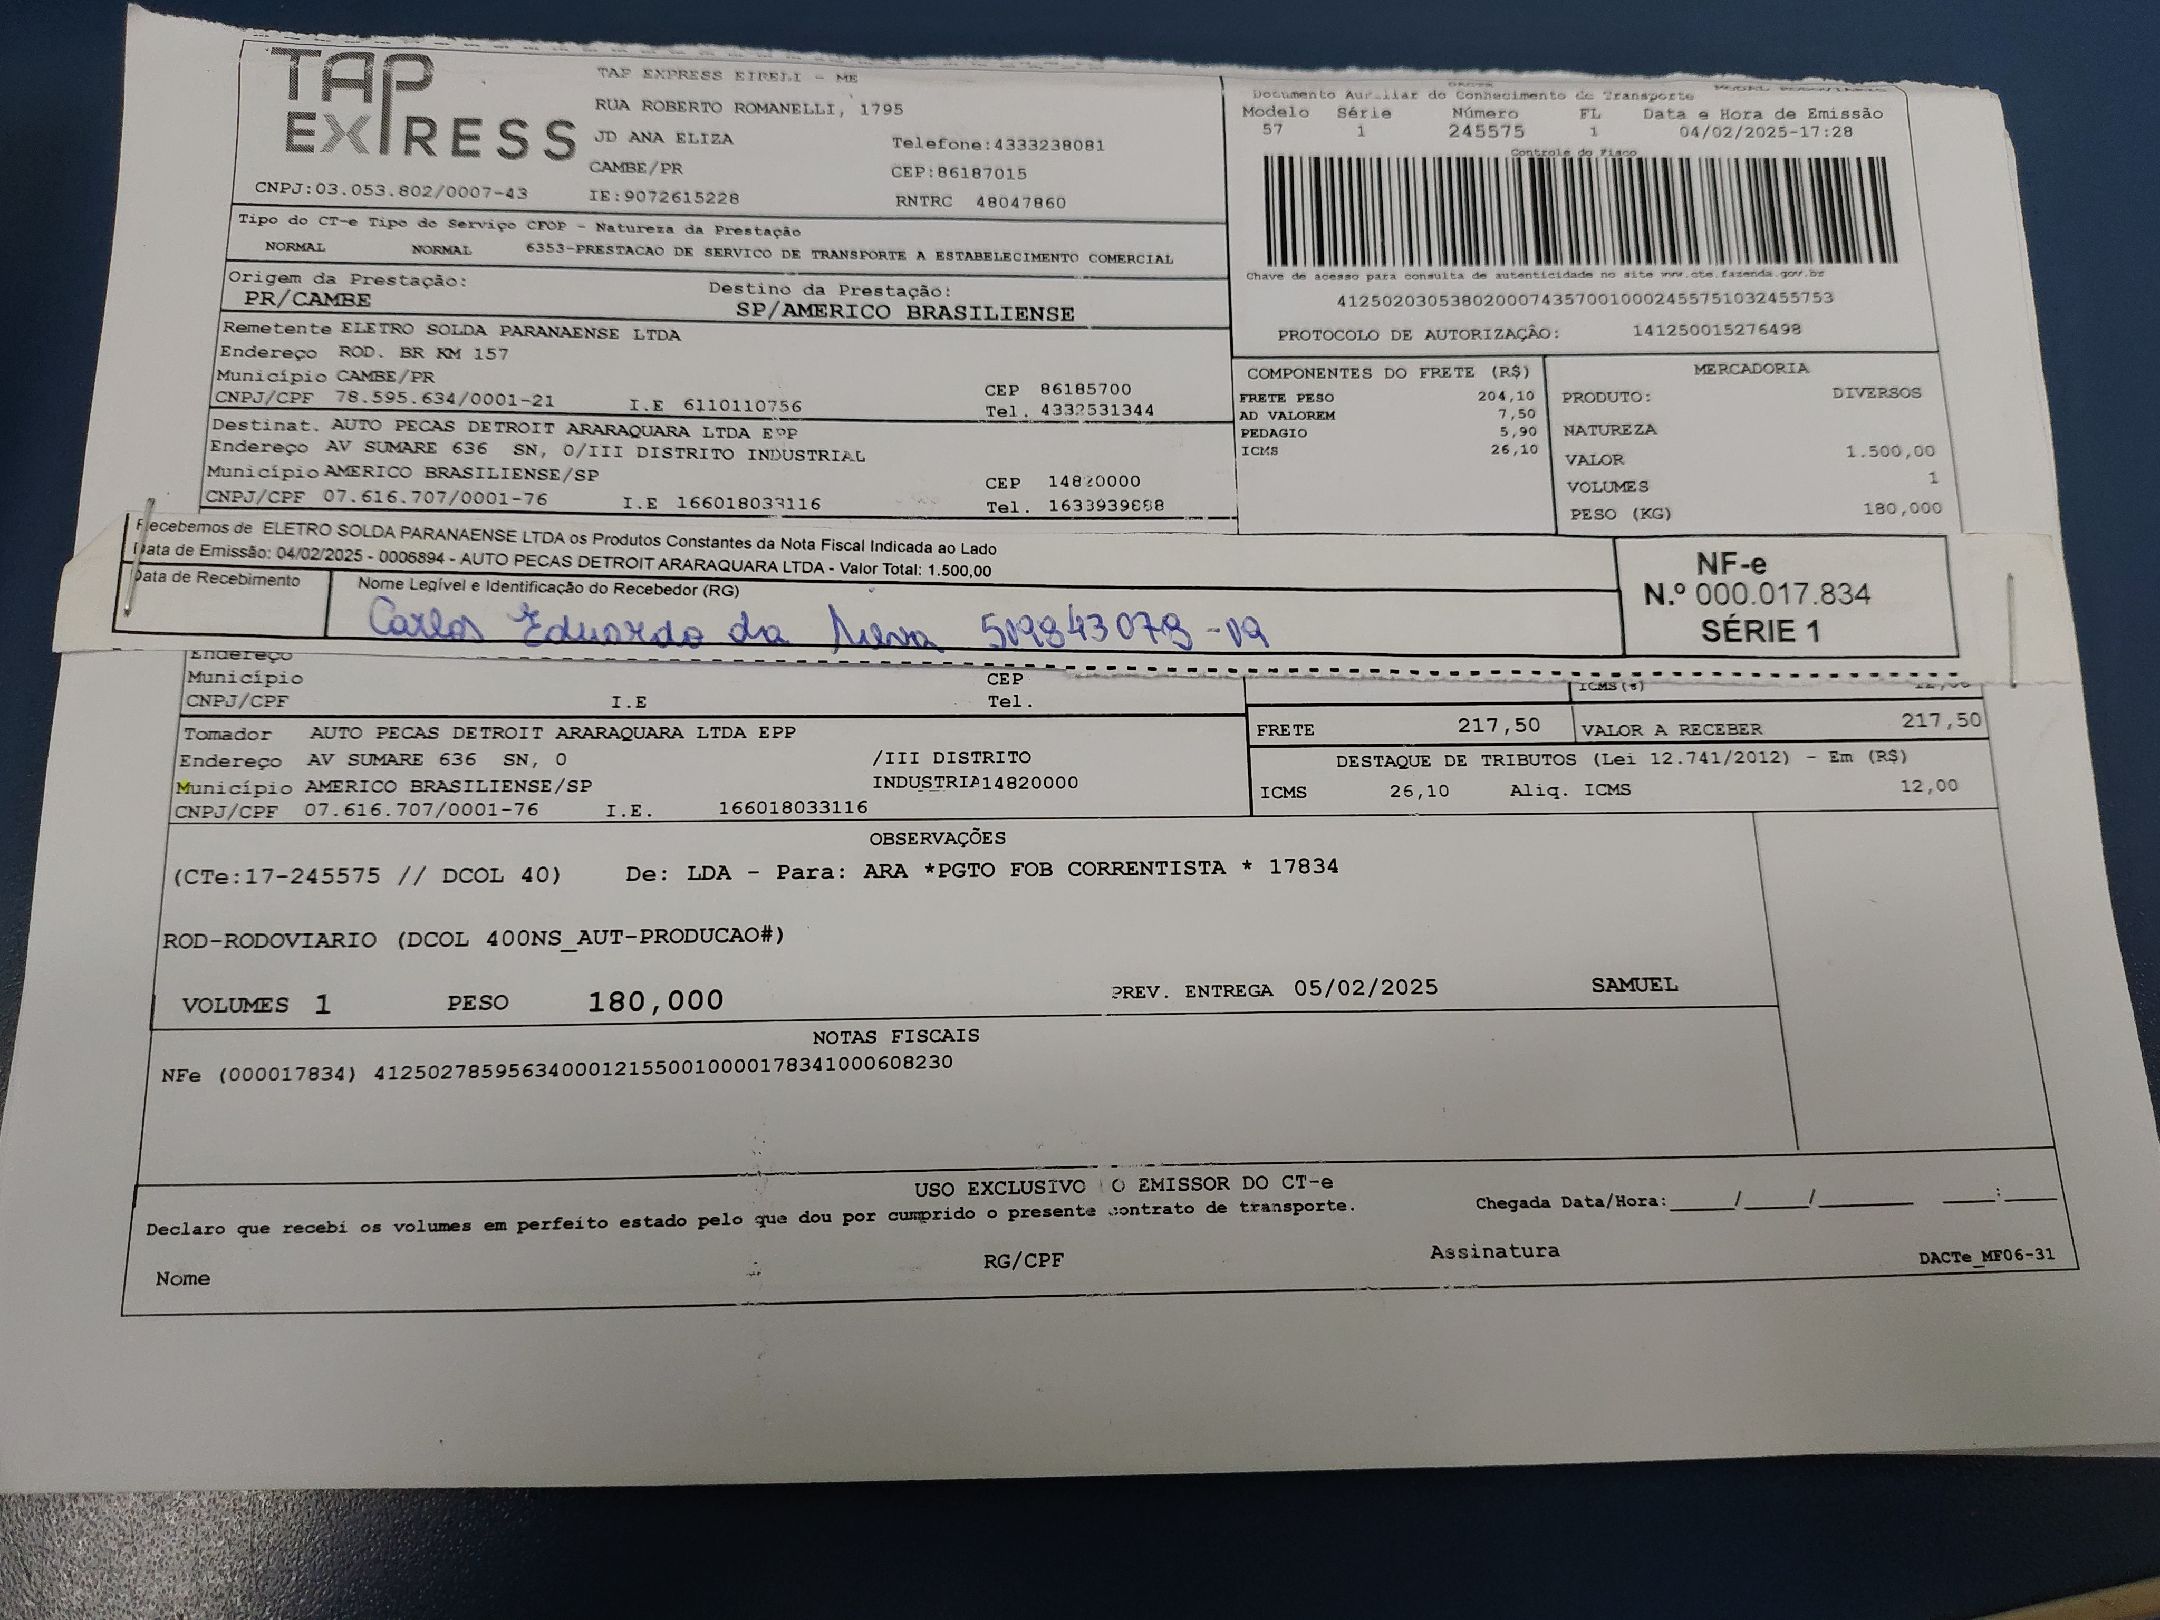 TAP EXPRESS
TAP EXPRESS EIRELI - ME
RUA ROBERTO ROMANELLI, 1795
JD ANA ELIZA Telefone:4333238081
CAMBE/PR CEP:86187015
CNPJ:03.053.802/0007-43 IE:9072615228 RNTRC 48047860
Documento Auxiliar do Conhecimento de Transporte
Modelo Série Número FL Data e Hora de Emissão
57 1 245575 1 04/02/2025-17:28
Controle do Fisco
Chave de acesso para consulta de autenticidade no site www.cte.fazenda.gov.br
41250203053802000743570010002455751032455753
PROTOCOLO DE AUTORIZAÇÃO: 141250015276498
Tipo do CT-e Tipo do Serviço CFOP - Natureza da Prestação
NORMAL NORMAL 6353-PRESTACAO DE SERVICO DE TRANSPORTE A ESTABELECIMENTO COMERCIAL
Origem da Prestação: Destino da Prestação:
PR/CAMBE SP/AMERICO BRASILIENSE
Remetente ELETRO SOLDA PARANAENSE LTDA
Endereço ROD. BR KM 157
Município CAMBE/PR CEP 86185700
CNPJ/CPF 78.595.634/0001-21 I.E 6110110756 Tel. 4332531344
Destinat. AUTO PECAS DETROIT ARARAQUARA LTDA EPP
Endereço AV SUMARE 636 SN, 0/III DISTRITO INDUSTRIAL
Município AMERICO BRASILIENSE/SP CEP 14820000
CNPJ/CPF 07.616.707/0001-76 I.E 166018033116 Tel. 1633939888
COMPONENTES DO FRETE (R$)
FRETE PESO 204,10
AD VALOREM 7,50
PEDAGIO 5,90
ICMS 26,10
MERCADORIA
PRODUTO: DIVERSOS
NATUREZA
VALOR 1.500,00
VOLUMES 1
PESO (KG) 180,000
Recebemos de ELETRO SOLDA PARANAENSE LTDA os Produtos Constantes da Nota Fiscal Indicada ao Lado
Data de Emissão: 04/02/2025 - 0006894 - AUTO PECAS DETROIT ARARAQUARA LTDA - Valor Total: 1.500,00
Data de Recebimento Nome Legível e Identificação do Recebedor (RG)
Carlos Eduardo da Silva
NF-e
N.º 000.017.834
SÉRIE 1
Endereço
Município CEP
CNPJ/CPF I.E Tel.
ICMS(%) 12,00
Tomador AUTO PECAS DETROIT ARARAQUARA LTDA EPP
Endereço AV SUMARE 636 SN, 0 /III DISTRITO
Município AMERICO BRASILIENSE/SP INDUSTRIA14820000
CNPJ/CPF 07.616.707/0001-76 I.E. 166018033116
FRETE 217,50 VALOR A RECEBER 217,50
DESTAQUE DE TRIBUTOS (Lei 12.741/2012) - Em (R$)
ICMS 26,10 Aliq. ICMS 12,00
OBSERVAÇÕES
(CTe:17-245575 // DCOL 40) De: LDA - Para: ARA *PGTO FOB CORRENTISTA * 17834
ROD-RODOVIARIO (DCOL 400NS_AUT-PRODUCAO#)
VOLUMES 1 PESO 180,000 PREV. ENTREGA 05/02/2025 SAMUEL
NOTAS FISCAIS
NFe (000017834) 41250278595634000121550010000178341000608230
USO EXCLUSIVO O EMISSOR DO CT-e
Declaro que recebi os volumes em perfeito estado pelo que dou por cumprido o presente contrato de transporte. Chegada Data/Hora:_____/_____/_______ ____:____
Nome RG/CPF Assinatura DACTe_MF06-31